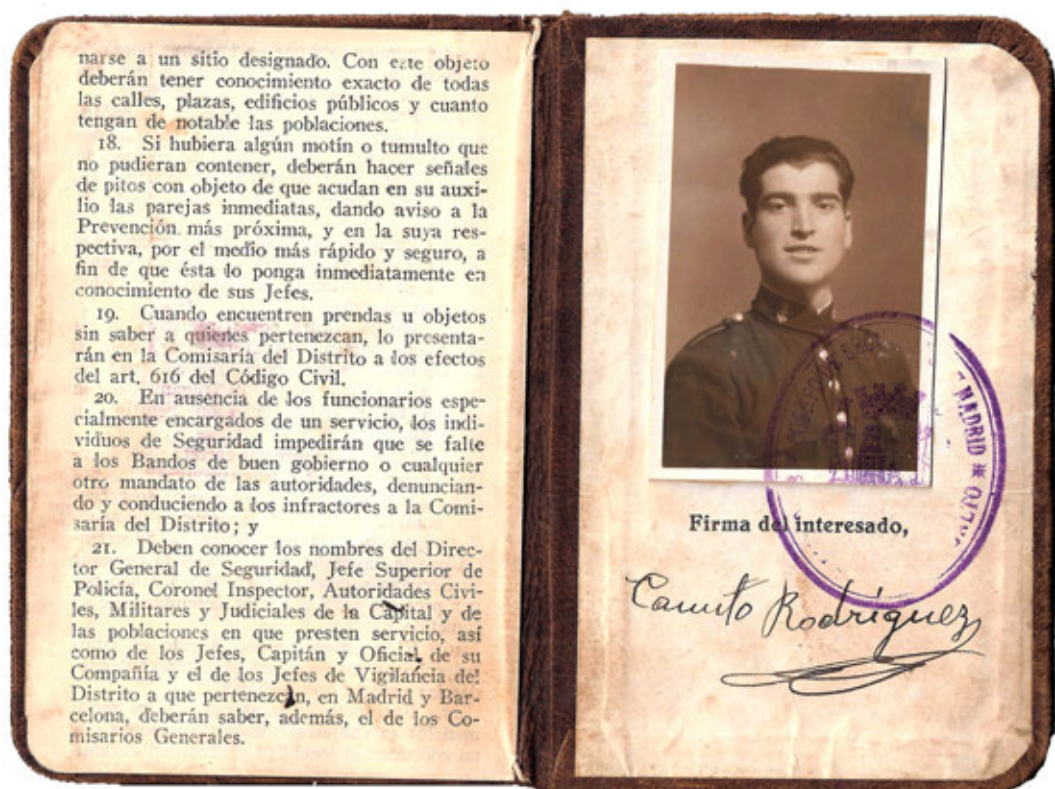 narse a un sitio designado. Con este objeto
deberán tener conocimiento exacto de todas
las calles, plazas, edificios públicos y cuanto
tengan de notable las poblaciones.
18. Si hubiera algún motín o tumulto que
no pudieran contener, deberán hacer señales
de pitos con objeto de que acudan en su auxi-
lio las parejas inmediatas, dando aviso a la
Prevención más próxima, y en la suya res-
pectiva, por el medio más rápido y seguro, a
fin de que ésta lo ponga inmediatamente en
conocimiento de sus Jefes.
19. Cuando encuentren prendas u objetos
sin saber a quienes pertenezcan, lo presenta-
rán en la Comisaría del Distrito a los efectos
del art. 616 del Código Civil.
20. En ausencia de los funcionarios espe-
cialmente encargados de un servicio, los indi-
viduos de Seguridad impedirán que se falte
a los Bandos de buen gobierno o cualquier
otro mandato de las autoridades, denuncian-
do y conduciendo a los infractores a la Comi-
saría del Distrito; y
21. Deben conocer los nombres del Direc-
tor General de Seguridad, Jefe Superior de
Policía, Coronel Inspector, Autoridades Civi-
les, Militares y Judiciales de la Capital y de
las poblaciones en que presten servicio, así
como de los Jefes, Capitán y Oficial de su
Compañía y el de los Jefes de Vigilancia del
Distrito a que pertenezcan, en Madrid y Bar-
celona, deberán saber, además, el de los Co-
misarios Generales.
MADRID
Firma del interesado,
Canuto Rodríguez